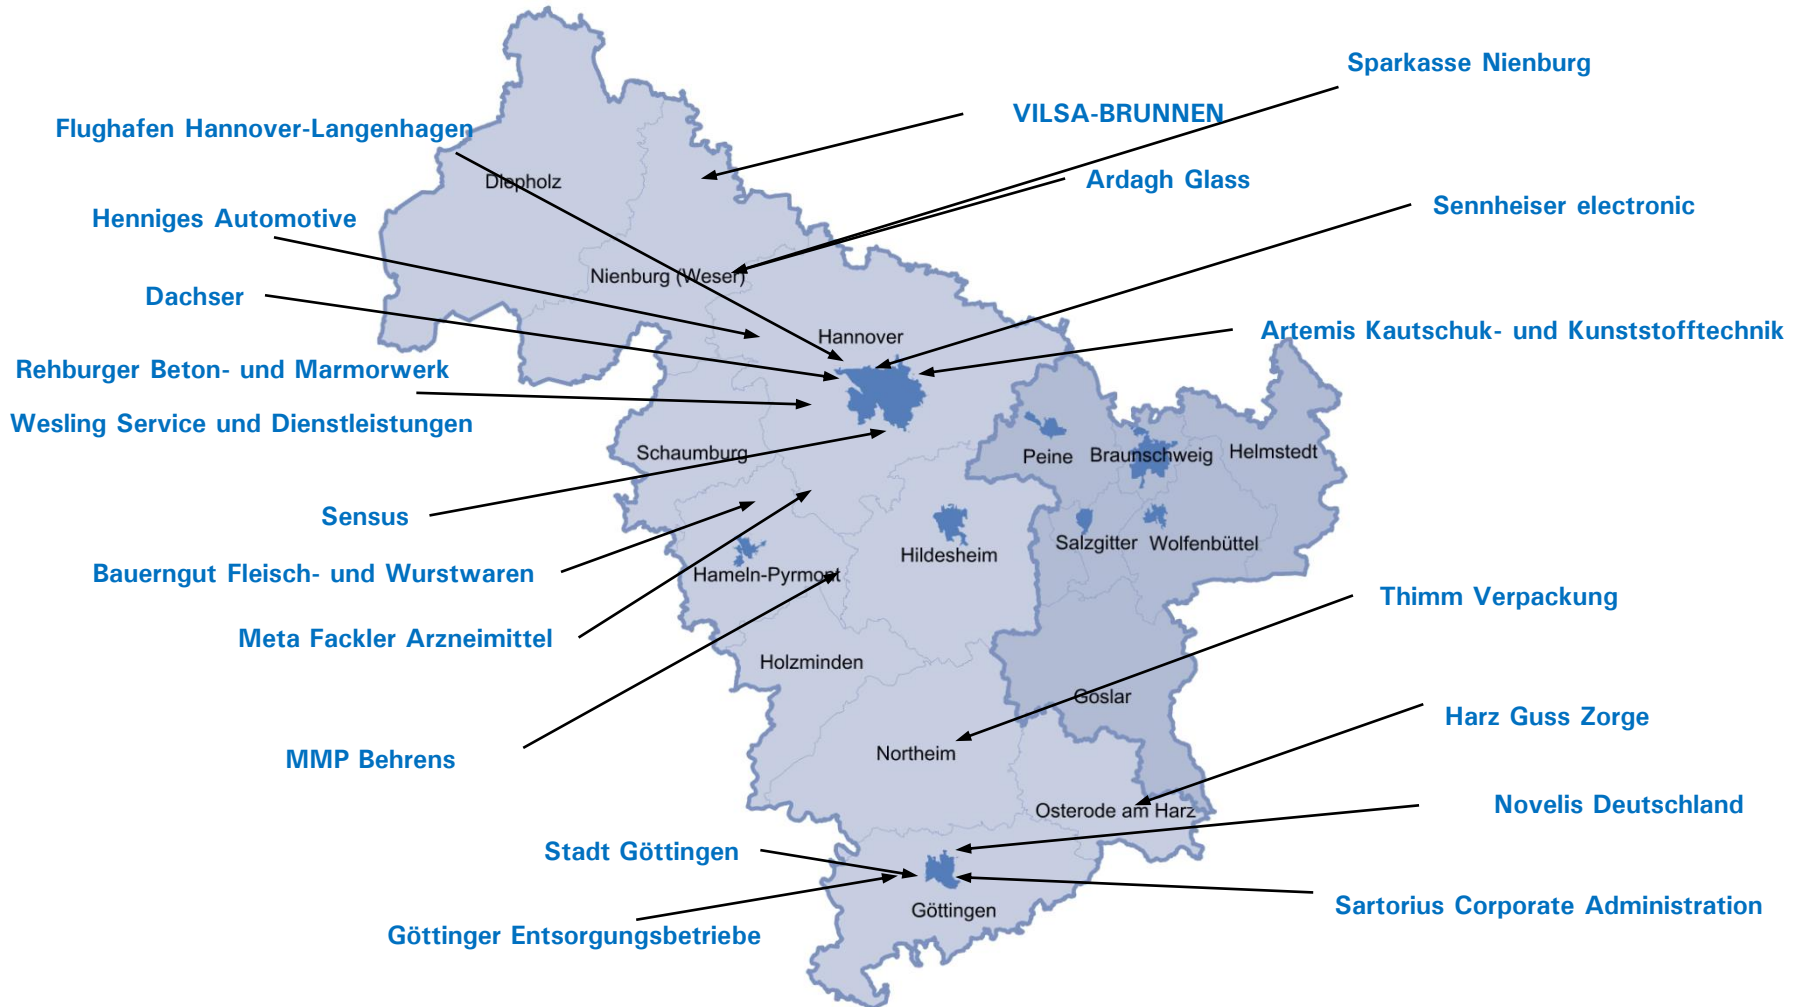 Sparkasse Nienburg
VILSA-BRUNNEN
Flughafen Hannover-Langenhagen
Diepholz
Ardagh Glass
Sennheiser electronic
Henniges Automotive
Nienburg (Weser)
Dachser
Hannover
Artemis Kautschuk- und Kunststofftechnik
Rehburger Beton- und Marmorwerk
Wesling Service und Dienstleistungen
Schaumburg
Peine
Braunschweig
Helmstedt
Sensus
Salzgitter
Wolfenbüttel
Hildesheim
Bauerngut Fleisch- und Wurstwaren
Hameln-Pyrmont
Thimm Verpackung
Meta Fackler Arzneimittel
Holzminden
Goslar
Harz Guss Zorge
MMP Behrens
Northeim
Osterode am Harz
Novelis Deutschland
Stadt Göttingen
Göttingen
Sartorius Corporate Administration
Göttinger Entsorgungsbetriebe